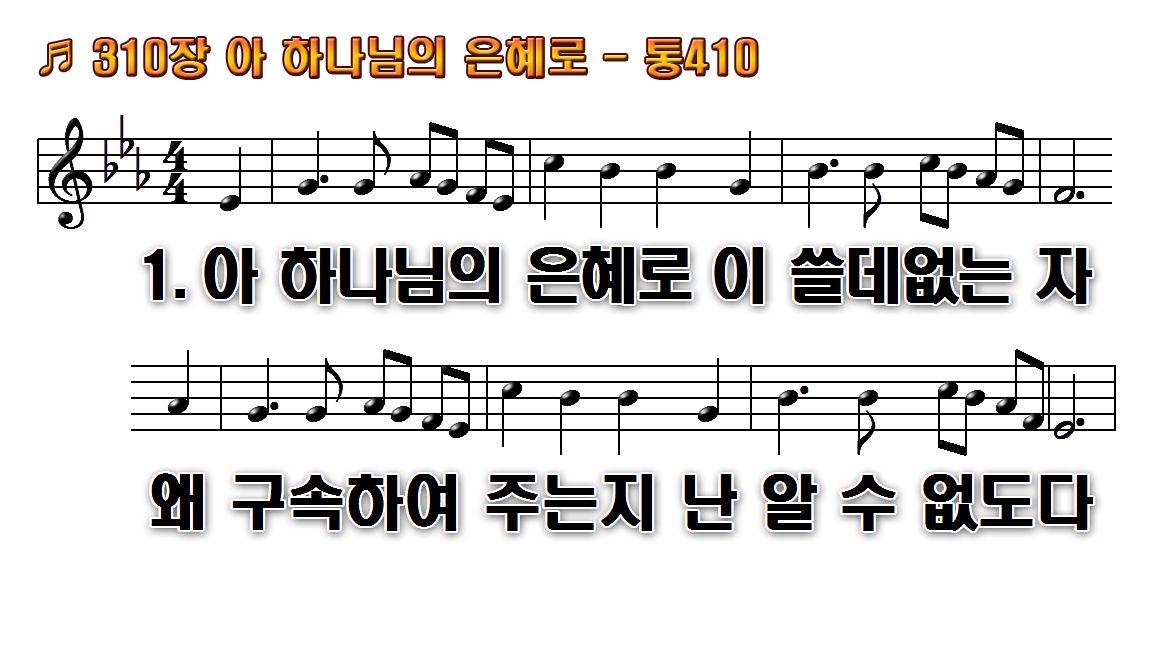 ♬ 310장 아 하나님의 은혜로 - 통410
4
4
1. 아 하나님의 은혜로 이 쓸데없는 자
왜 구속하여 주는지 난 알 수 없도다